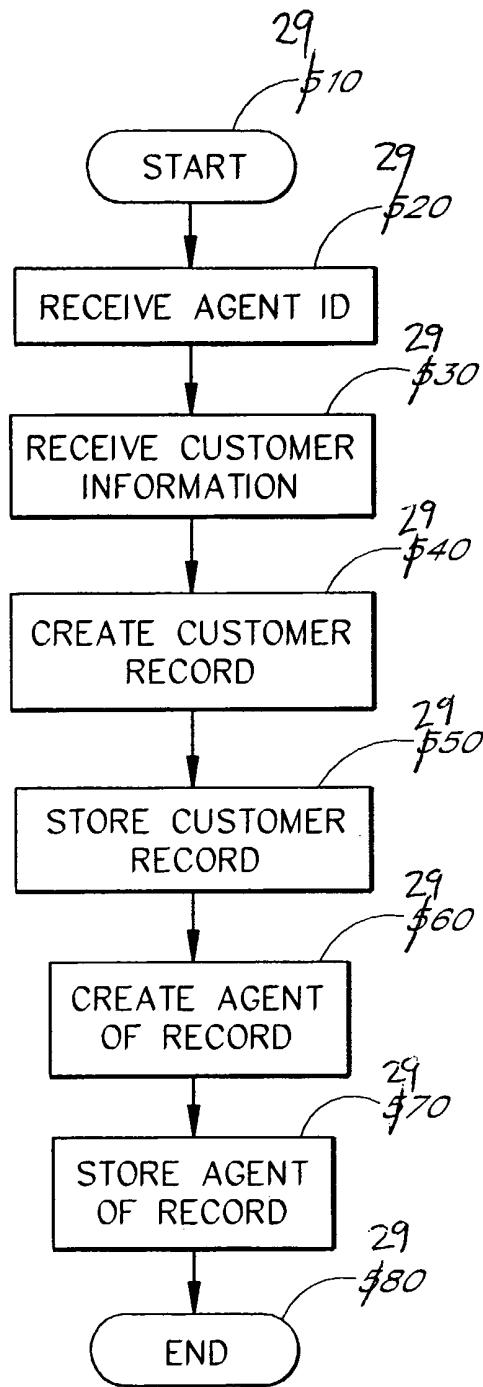 29
510
START
29
520
RECEIVE AGENT ID
29
530
RECEIVE CUSTOMER
INFORMATION
29
540
CREATE CUSTOMER
RECORD
29
550
STORE CUSTOMER
RECORD
29
560
CREATE AGENT
OF RECORD
29
570
STORE AGENT
OF RECORD
29
580
END